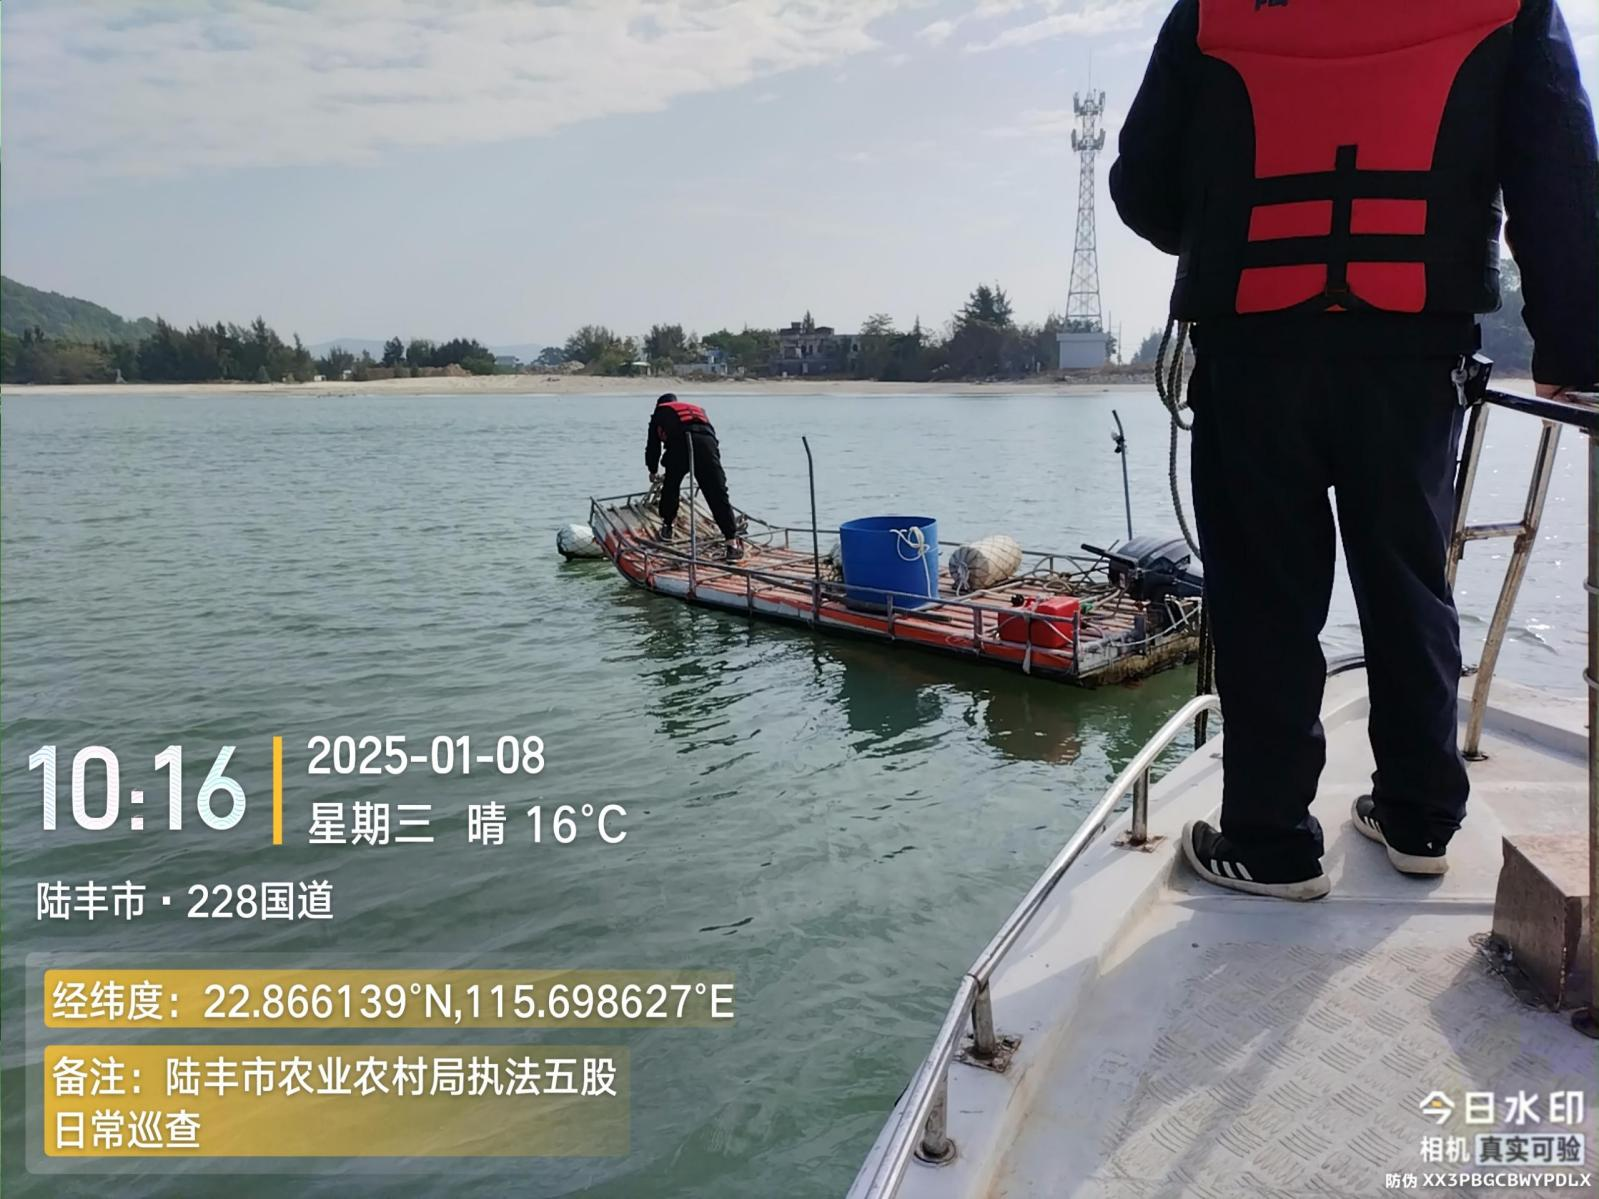 10:16
2025-01-08
星期三 晴 16°C
陆丰市·228国道
经纬度：22.866139°N,115.698627°E
备注：陆丰市农业农村局执法五股
日常巡查
今日水印
相机 真实可验
防伪 XX3PBGCBWYPDLX